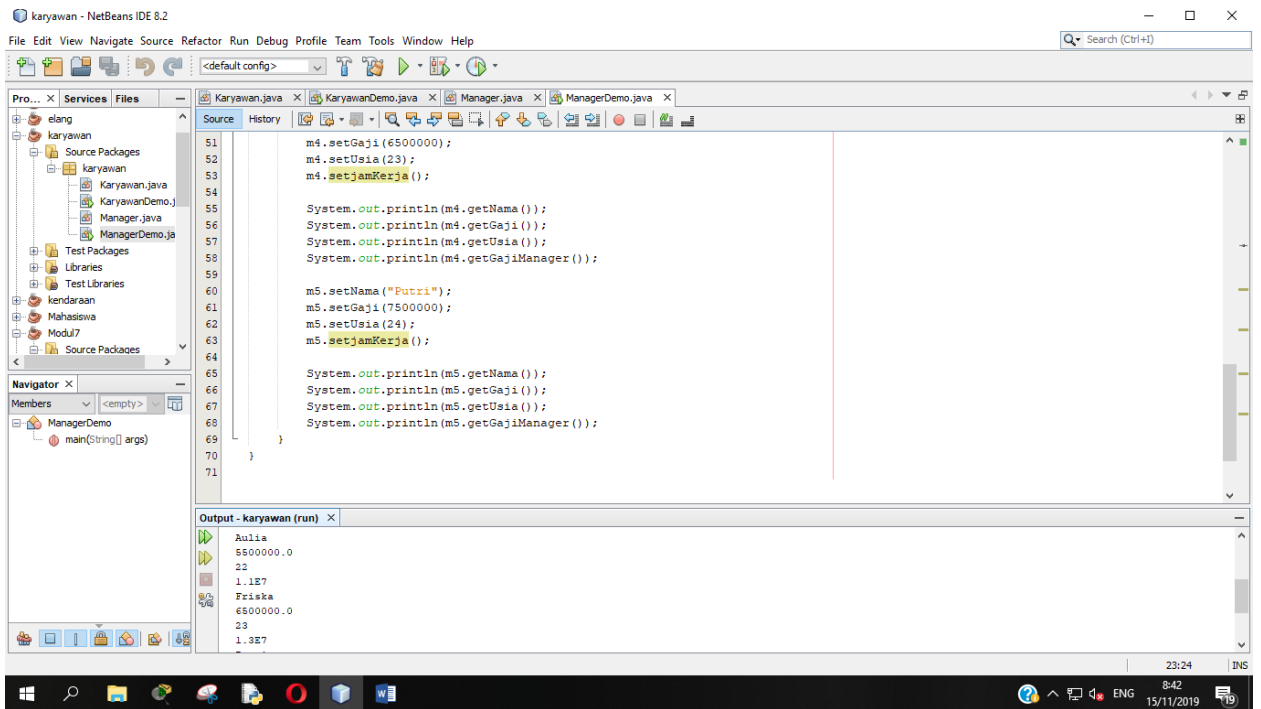 karyawan - NetBeans IDE 8.2
File Edit View Navigate Source Refactor Run Debug Profile Team Tools Window Help
Search (Ctrl+I)
<default config>
Pro... Services Files
Karyawan.java KaryawanDemo.java Manager.java ManagerDemo.java
elang
karyawan
Source Packages
karyawan
Karyawan.java
KaryawanDemo.j
Manager.java
ManagerDemo.ja
Test Packages
Libraries
Test Libraries
kendaraan
Mahasiswa
Modul7
Source Packages
Navigator
Members <empty>
ManagerDemo
main(String[] args)
Source History
51 m4.setGaji(6500000);
52 m4.setUsia(23);
53 m4.setjamKerja();
54
55 System.out.println(m4.getNama());
56 System.out.println(m4.getGaji());
57 System.out.println(m4.getUsia());
58 System.out.println(m4.getGajiManager());
59
60 m5.setNama("Putri");
61 m5.setGaji(7500000);
62 m5.setUsia(24);
63 m5.setjamKerja();
64
65 System.out.println(m5.getNama());
66 System.out.println(m5.getGaji());
67 System.out.println(m5.getUsia());
68 System.out.println(m5.getGajiManager());
69 }
70 }
71
Output - karyawan (run)
Aulia
5500000.0
22
1.1E7
Friska
6500000.0
23
1.3E7
23:24 INS
ENG
8:42
15/11/2019
19